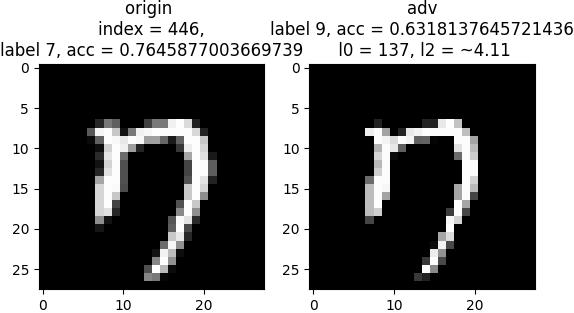 origin
index = 446,
label 7, acc = 0.7645877003669739
adv
label 9, acc = 0.6318137645721436
l0 = 137, l2 = ~4.11
0
5
10
15
20
25
0 10 20
0
5
10
15
20
25
0 10 20